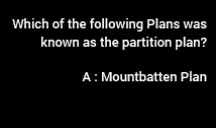 Which of the following Plans was
known as the partition plan?
A : Mountbatten Plan